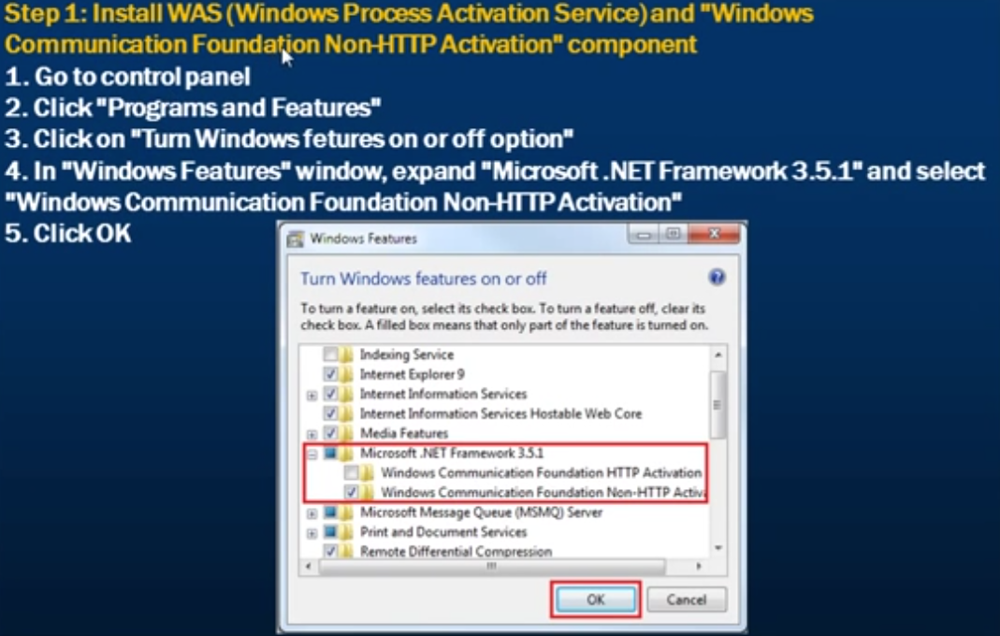 Step 1: Install WAS (Windows Process Activation Service) and "Windows
Communication Foundation Non-HTTP Activation" component
1. Go to control panel
2. Click "Programs and Features"
3. Click on "Turn Windows fetures on or off option"
4. In "Windows Features" window, expand "Microsoft .NET Framework 3.5.1" and select
"Windows Communication Foundation Non-HTTP Activation"
5. Click OK
Windows Features
Turn Windows features on or off
To turn a feature on, select its check box. To turn a feature off, clear its
check box. A filled box means that only part of the feature is turned on.
Indexing Service
Internet Explorer 9
Internet Information Services
Internet Information Services Hostable Web Core
Media Features
Microsoft .NET Framework 3.5.1
Windows Communication Foundation HTTP Activation
Windows Communication Foundation Non-HTTP Activa
Microsoft Message Queue (MSMQ) Server
Print and Document Services
Remote Differential Compression
OK Cancel